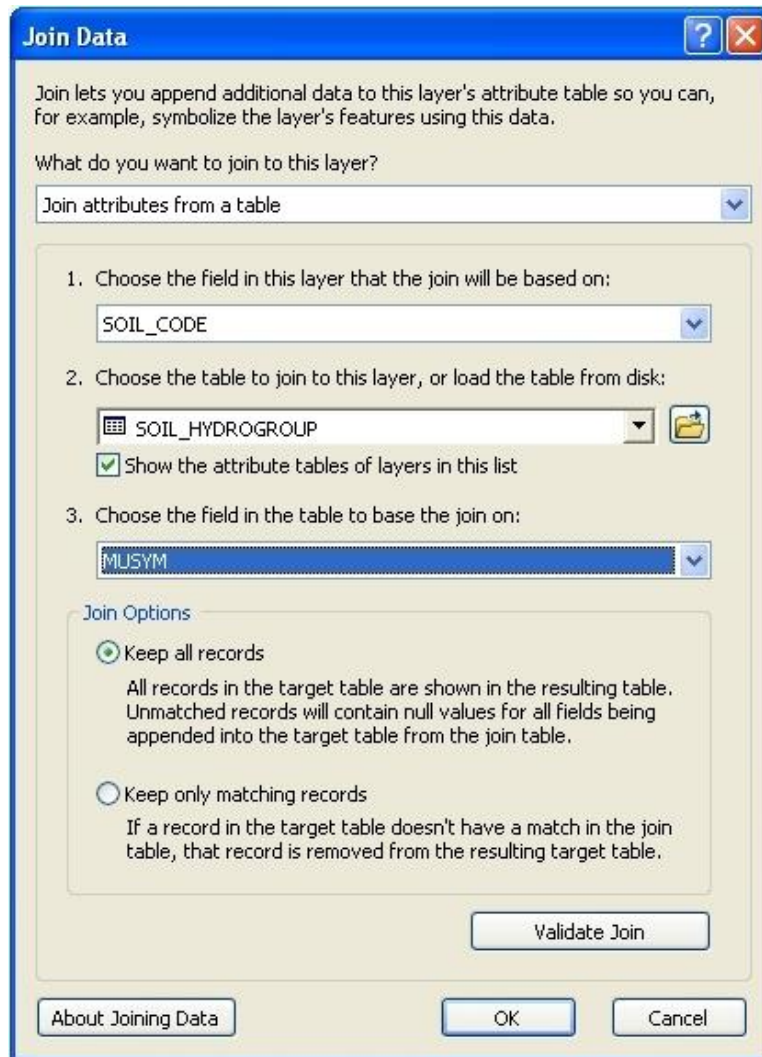 Join Data
Join lets you append additional data to this layer's attribute table so you can,
for example, symbolize the layer's features using this data.
What do you want to join to this layer?
Join attributes from a table
1. Choose the field in this layer that the join will be based on:
SOIL_CODE
2. Choose the table to join to this layer, or load the table from disk:
SOIL_HYDROGROUP
Show the attribute tables of layers in this list
3. Choose the field in the table to base the join on:
MUSYM
Join Options
Keep all records
All records in the target table are shown in the resulting table.
Unmatched records will contain null values for all fields being
appended into the target table from the join table.
Keep only matching records
If a record in the target table doesn't have a match in the join
table, that record is removed from the resulting target table.
Validate Join
About Joining Data OK Cancel